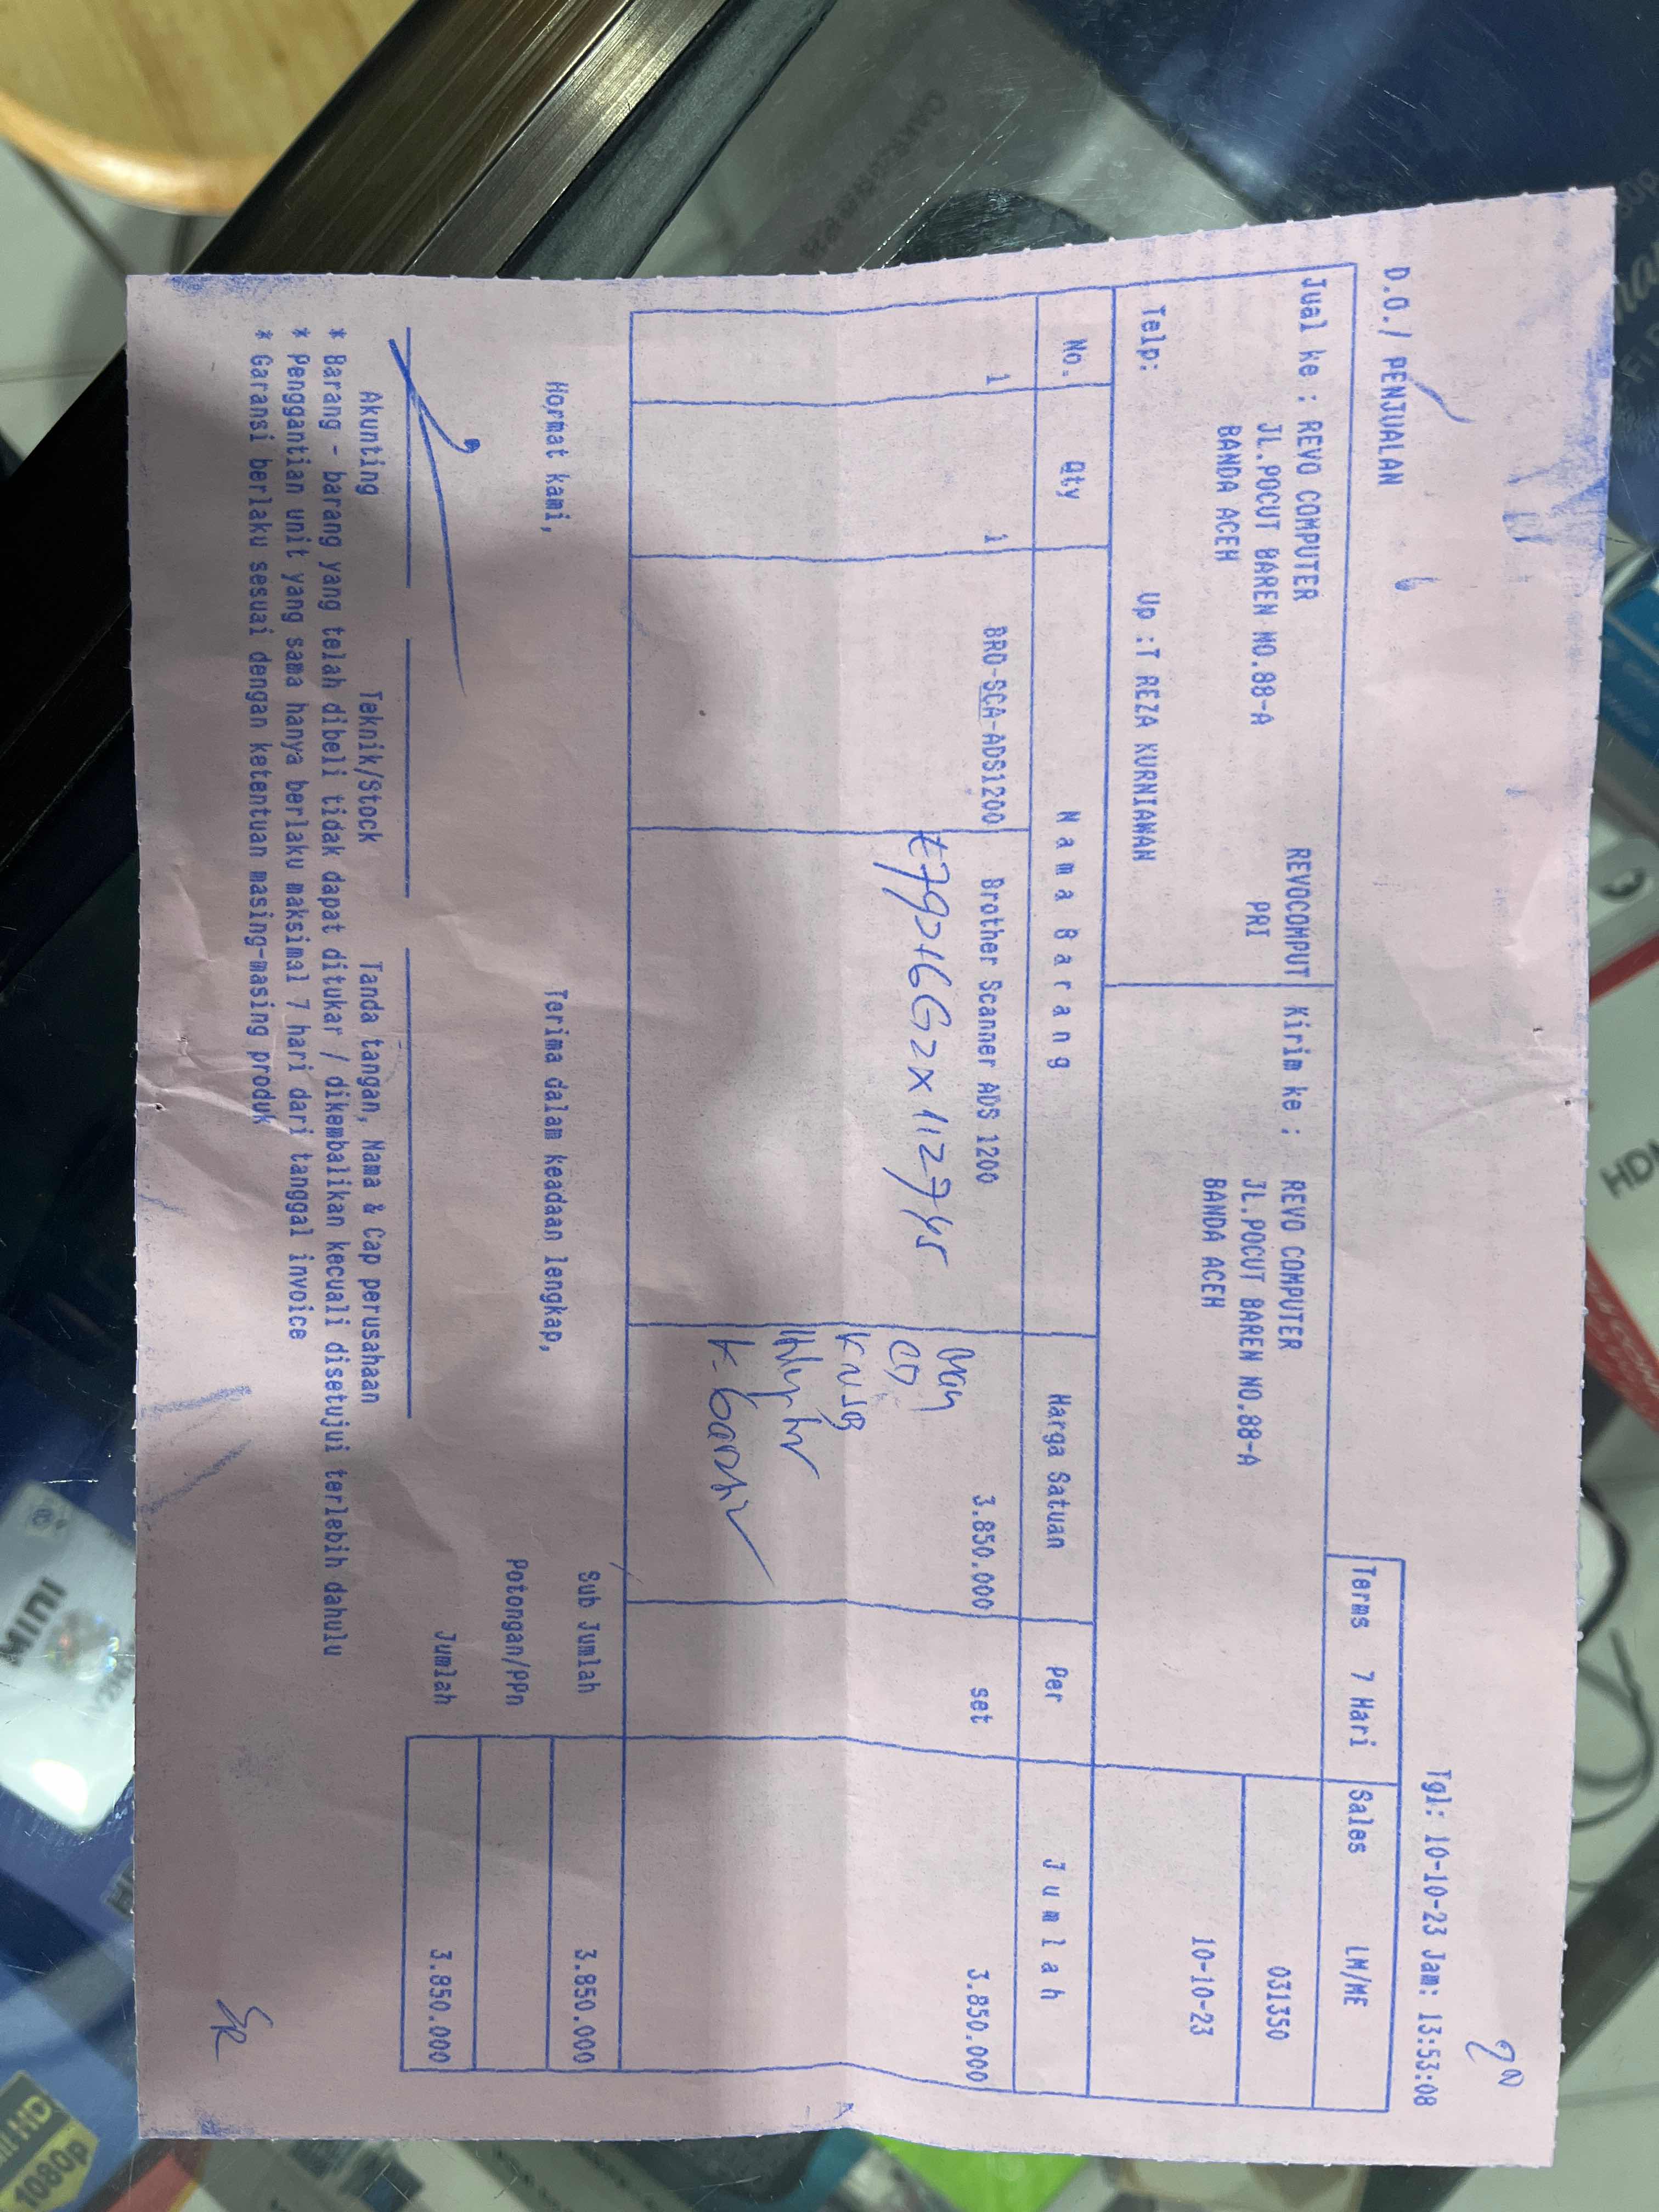 Tgl: 10-10-23 Jam: 13:53:08
D.O./ PENJUALAN
Terms 7 Hari Sales LM/ME
Jual ke : REVO COMPUTER REVOCOMPUT Kirim ke : REVO COMPUTER 031350
JL.POCUT BAREN NO.88-A PRI JL.POCUT BAREN NO.88-A
BANDA ACEH BANDA ACEH 10-10-23
Telp: Up :T REZA KURNIAWAN
No. Qty Nama Barang Harga Satuan Per Jumlah
1 1 BRO-SCA-ADS1200 Brother Scanner ADS 1200 3.850.000 set 3.850.000
CD
Hormat kami, Terima dalam keadaan lengkap,
Sub Jumlah 3.850.000
Potongan/PPn
Jumlah 3.850.000
Akunting Teknik/Stock Tanda tangan, Nama & Cap perusahaan
* Barang - barang yang telah dibeli tidak dapat ditukar / dikembalikan kecuali disetujui terlebih dahulu
* Penggantian unit yang sama hanya berlaku maksimal 7 hari dari tanggal invoice
* Garansi berlaku sesuai dengan ketentuan masing-masing produk
MINI
1080p